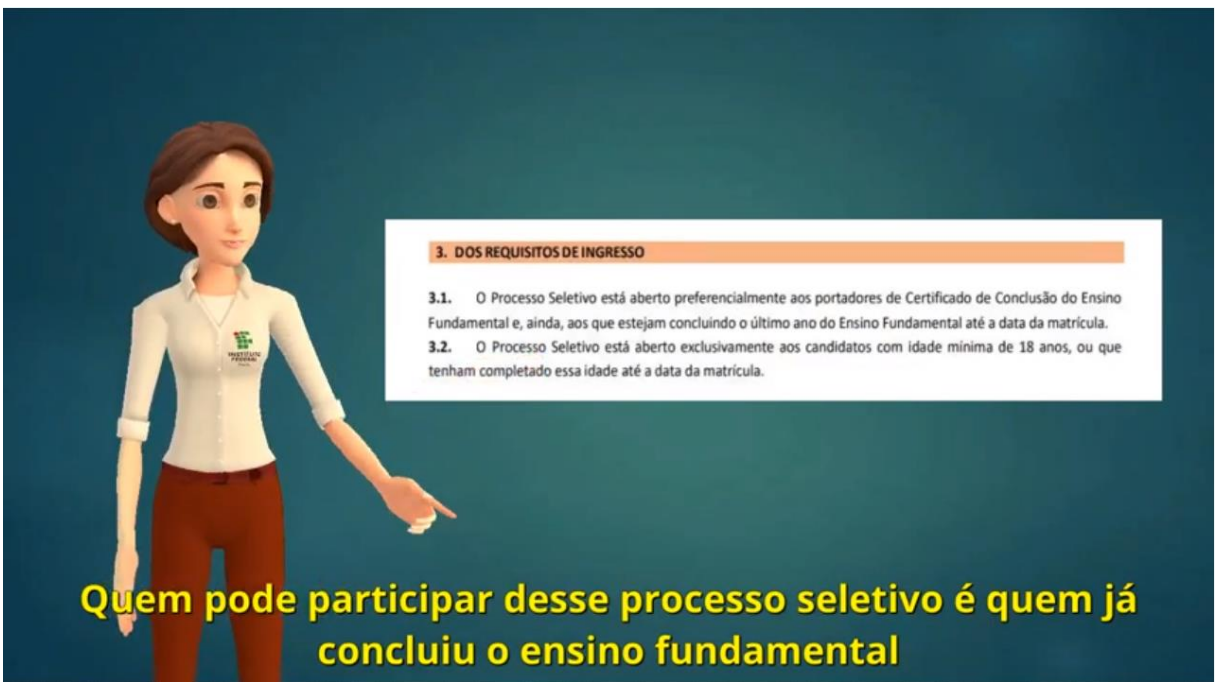 3. DOS REQUISITOS DE INGRESSO
3.1. O Processo Seletivo está aberto preferencialmente aos portadores de Certificado de Conclusão do Ensino
Fundamental e, ainda, aos que estejam concluindo o último ano do Ensino Fundamental até a data da matrícula.
3.2. O Processo Seletivo está aberto exclusivamente aos candidatos com idade mínima de 18 anos, ou que
tenham completado essa idade até a data da matrícula.
INSTITUTO
FEDERAL
Quem pode participar desse processo seletivo é quem já
concluiu o ensino fundamental